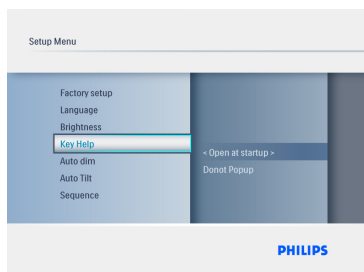 Setup Menu
Factory setup
Language
Brightness
Key Help
Auto dim
Auto Tilt
Sequence
< Open at startup >
Donot Popup
PHILIPS